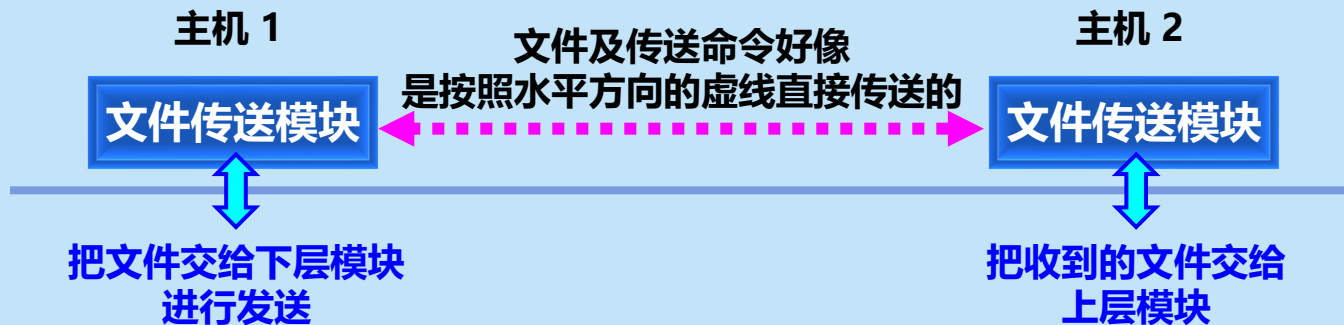 主机 1
文件及传送命令好像
是按照水平方向的虚线直接传送的
主机 2
文件传送模块
文件传送模块
把文件交给下层模块
进行发送
把收到的文件交给
上层模块